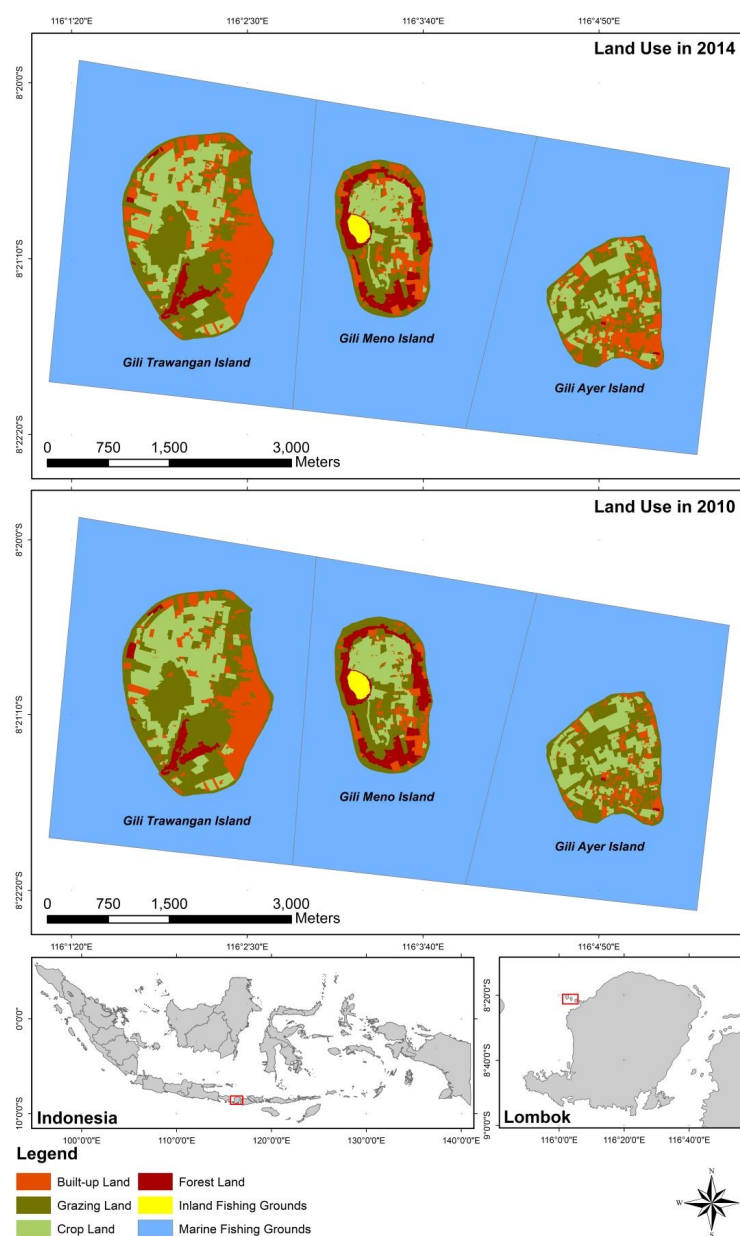 116°1'20"E 116°2'30"E 116°3'40"E 116°4'50"E
Land Use in 2014
8°20'0"S
8°21'10"S
8°22'20"S
Gili Trawangan Island
Gili Meno Island
Gili Ayer Island
0 750 1,500 3,000
Meters
Land Use in 2010
8°20'0"S
8°21'10"S
8°22'20"S
Gili Trawangan Island
Gili Meno Island
Gili Ayer Island
0 750 1,500 3,000
Meters
116°1'20"E 116°2'30"E 116°3'40"E 116°4'50"E
0°0'0"
10°0'0"S
Indonesia
100°0'0"E 110°0'0"E 120°0'0"E 130°0'0"E 140°0'0"E
8°20'0"S
8°40'0"S
9°0'0"S
Lombok
116°0'0"E 116°20'0"E 116°40'0"E
Legend
Built-up Land
Grazing Land
Crop Land
Forest Land
Inland Fishing Grounds
Marine Fishing Grounds
N
W E
S